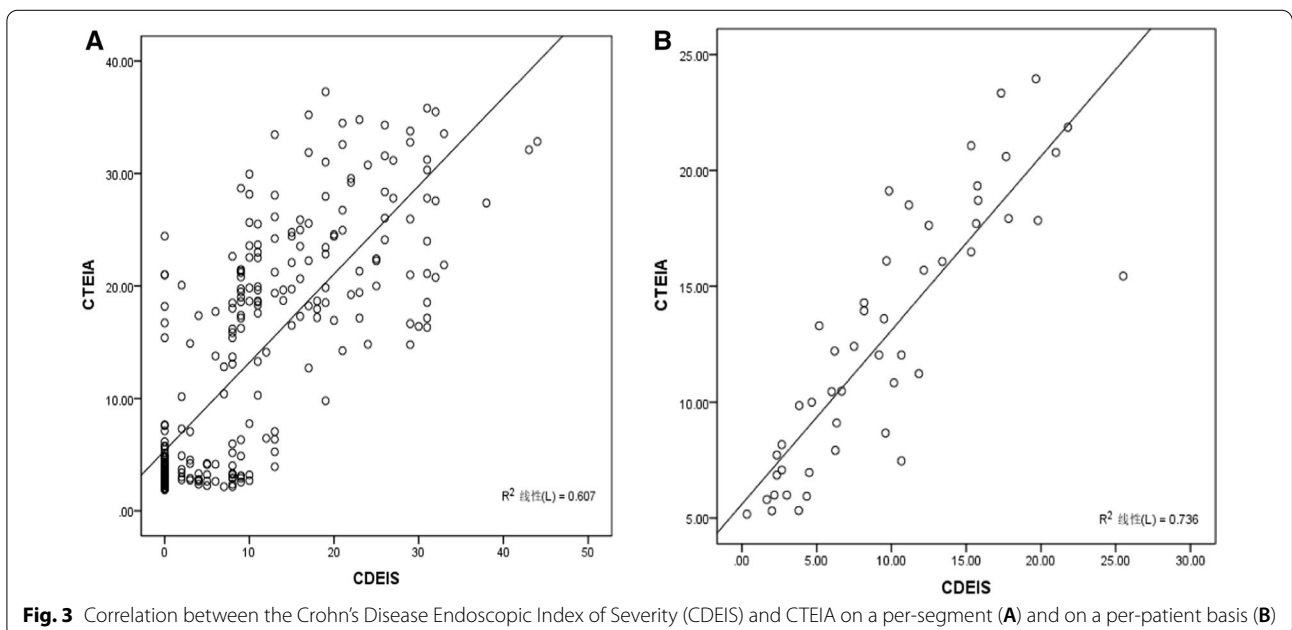 A
40.00
30.00
20.00
10.00
.00
CTEIA
R² 线性(L) = 0.607
0 10 20 30 40 50
CDEIS
B
25.00
20.00
15.00
10.00
5.00
CTEIA
R² 线性(L) = 0.736
.00 5.00 10.00 15.00 20.00 25.00 30.00
CDEIS
Fig. 3 Correlation between the Crohn’s Disease Endoscopic Index of Severity (CDEIS) and CTEIA on a per-segment (A) and on a per-patient basis (B)